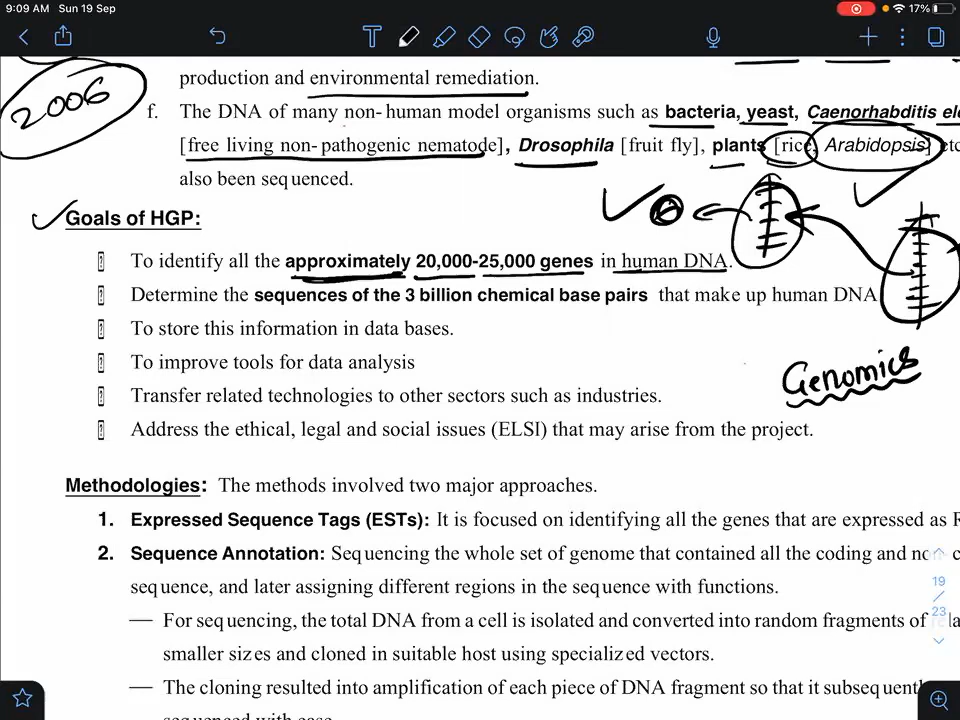 9:09 AM Sun 19 Sep
17%
production and environmental remediation.
2006
f. The DNA of many non-human model organisms such as bacteria, yeast, Caenorhabditis
[free living non-pathogenic nematode], Drosophila [fruit fly], plants [rice, Arabidopsis] etc
also been sequenced.
Goals of HGP:
To identify all the approximately 20,000-25,000 genes in human DNA.
Determine the sequences of the 3 billion chemical base pairs that make up human DNA
To store this information in data bases.
To improve tools for data analysis
Genomics
Transfer related technologies to other sectors such as industries.
Address the ethical, legal and social issues (ELSI) that may arise from the project.
Methodologies: The methods involved two major approaches.
1. Expressed Sequence Tags (ESTs): It is focused on identifying all the genes that are expressed as
2. Sequence Annotation: Sequencing the whole set of genome that contained all the coding and
sequence, and later assigning different regions in the sequence with functions.
19 / 23
— For sequencing, the total DNA from a cell is isolated and converted into random fragments of
smaller sizes and cloned in suitable host using specialized vectors.
— The cloning resulted into amplification of each piece of DNA fragment so that it
sequenced with ease